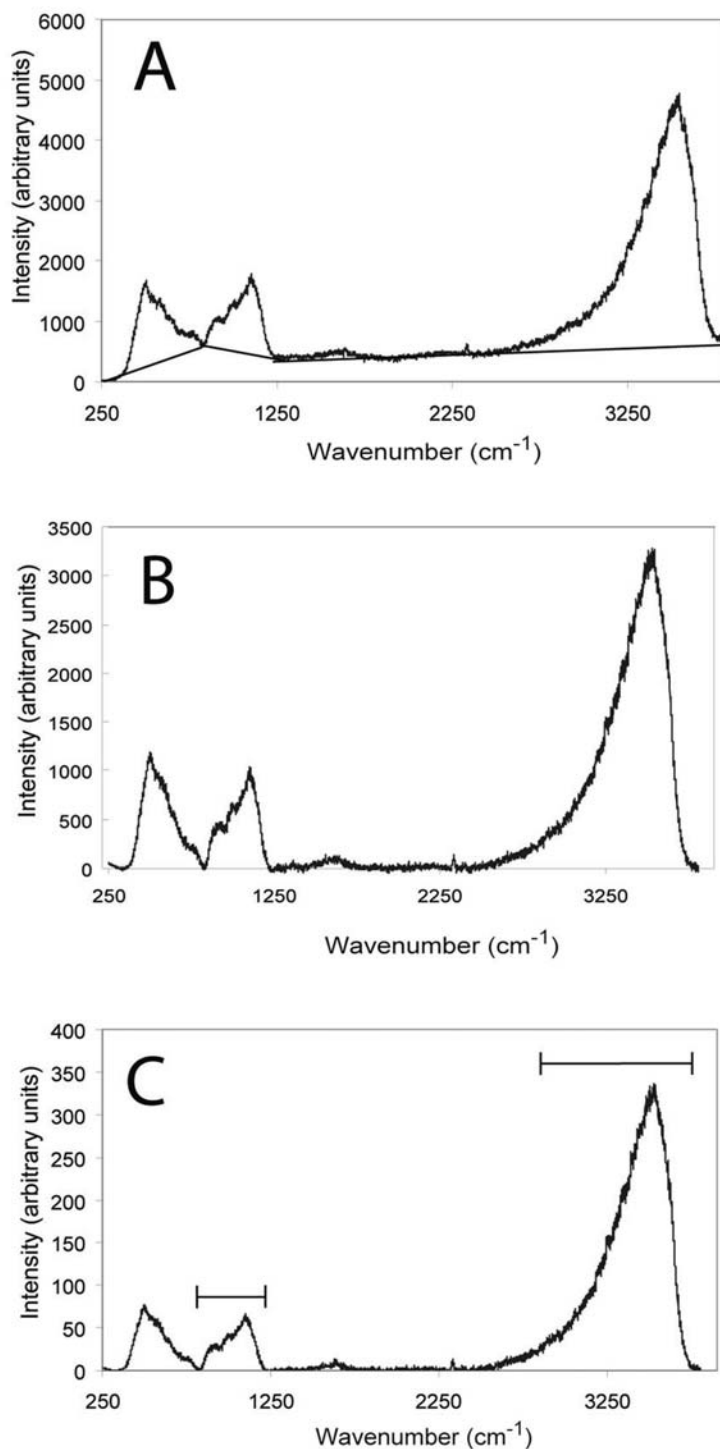 A
Intensity (arbitrary units)
6000
5000
4000
3000
2000
1000
0
250 1250 2250 3250
Wavenumber (cm-1)
B
Intensity (arbitrary units)
3500
3000
2500
2000
1500
1000
500
0
250 1250 2250 3250
Wavenumber (cm-1)
C
Intensity (arbitrary units)
400
350
300
250
200
150
100
50
0
250 1250 2250 3250
Wavenumber (cm-1)